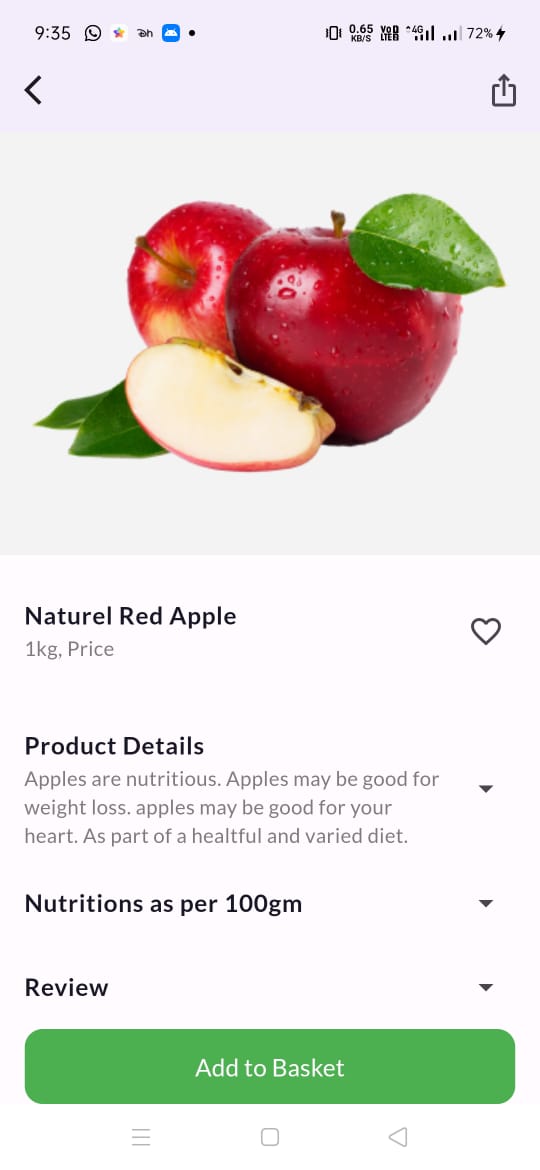 9:35 0.65 KB/S VoD LTED 4G 72%
Naturel Red Apple
1kg, Price
Product Details
Apples are nutritious. Apples may be good for
weight loss. apples may be good for your
heart. As part of a healtful and varied diet.
Nutritions as per 100gm
Review
Add to Basket